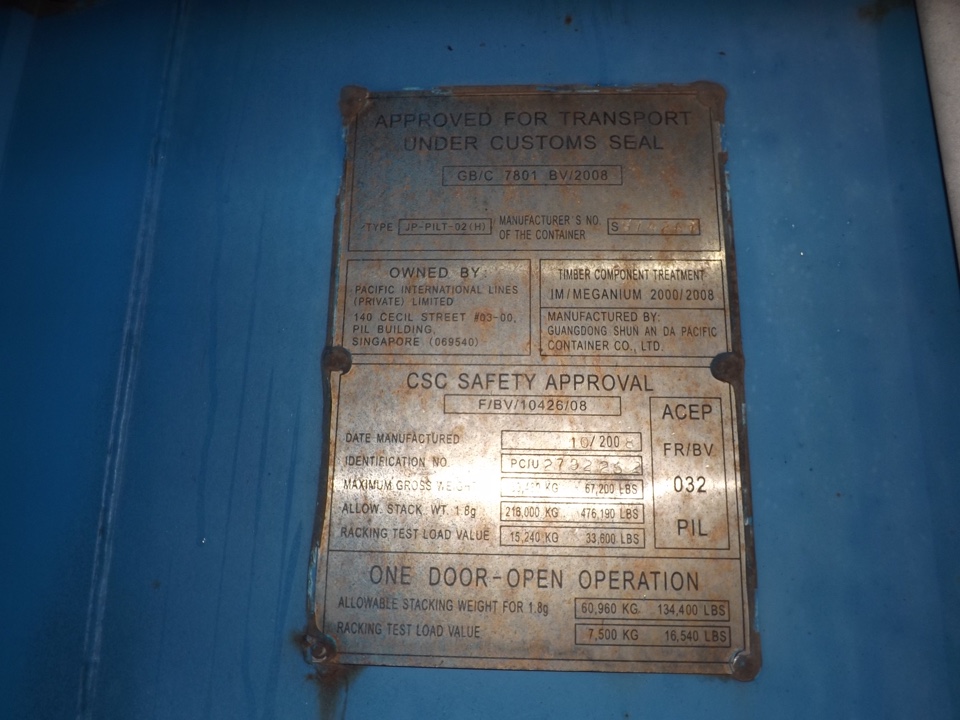 APPROVED FOR TRANSPORT
UNDER CUSTOMS SEAL
GB/C 7801 BV/2008
TYPE JP-PILT-02(H) MANUFACTURER'S NO.
OF THE CONTAINER
OWNED BY:
PACIFIC INTERNATIONAL LINES
(PRIVATE) LIMITED
140 CECIL STREET #03-00,
PIL BUILDING,
SINGAPORE (069540)
TIMBER COMPONENT TREATMENT
IM/MEGANIUM 2000/2008
MANUFACTURED BY:
GUANGDONG SHUN AN DA PACIFIC
CONTAINER CO., LTD.
CSC SAFETY APPROVAL
F/BV/10426/08
DATE MANUFACTURED 10/2008
IDENTIFICATION NO. PCIU
MAXIMUM GROSS WEIGHT KG 67,200 LBS
ALLOW. STACK. WT. 1.8g 216,000 KG 476,190 LBS
RACKING TEST LOAD VALUE 15,240 KG 33,600 LBS
ACEP
FR/BV
032
PIL
ONE DOOR-OPEN OPERATION
ALLOWABLE STACKING WEIGHT FOR 1.8g 60,960 KG 134,400 LBS
RACKING TEST LOAD VALUE 7,500 KG 16,540 LBS